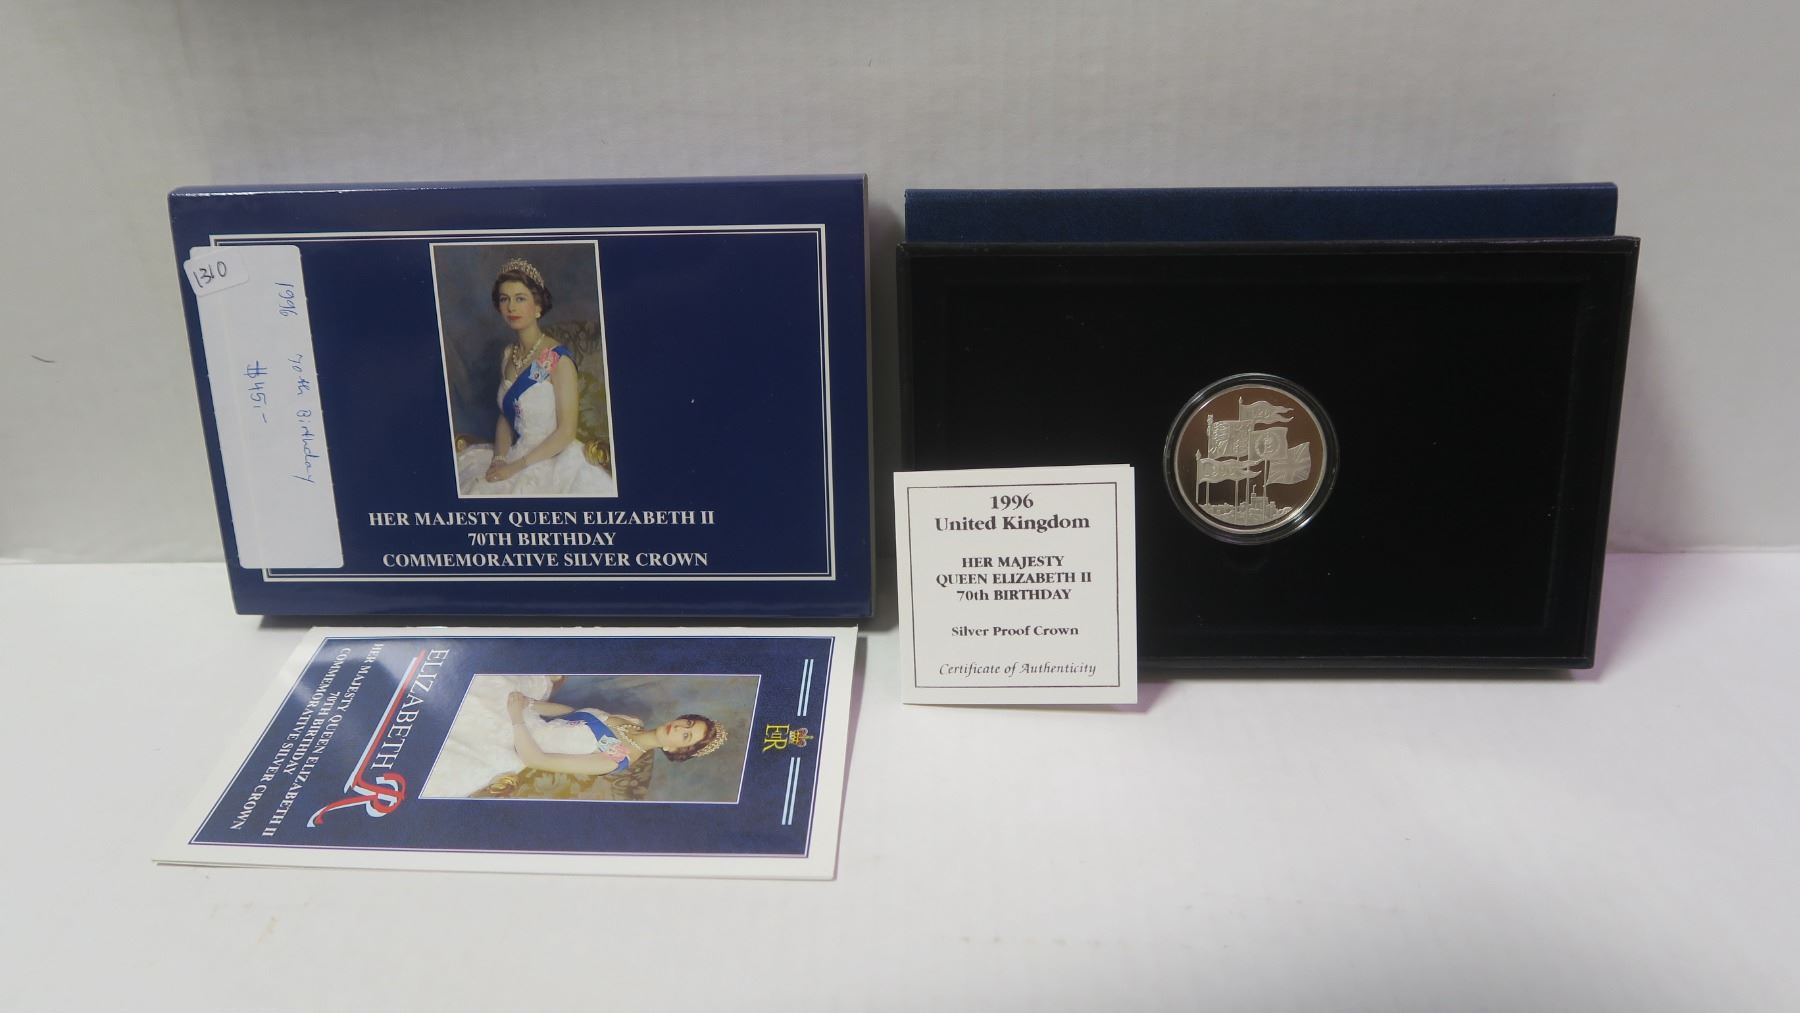 1310
1996 70th Birthday
$45,-
HER MAJESTY QUEEN ELIZABETH II
70TH BIRTHDAY
COMMEMORATIVE SILVER CROWN
ELIZABETH R
HER MAJESTY QUEEN ELIZABETH II
70TH BIRTHDAY
COMMEMORATIVE SILVER CROWN
EIIR
1996
United Kingdom
HER MAJESTY
QUEEN ELIZABETH II
70th BIRTHDAY
Silver Proof Crown
Certificate of Authenticity